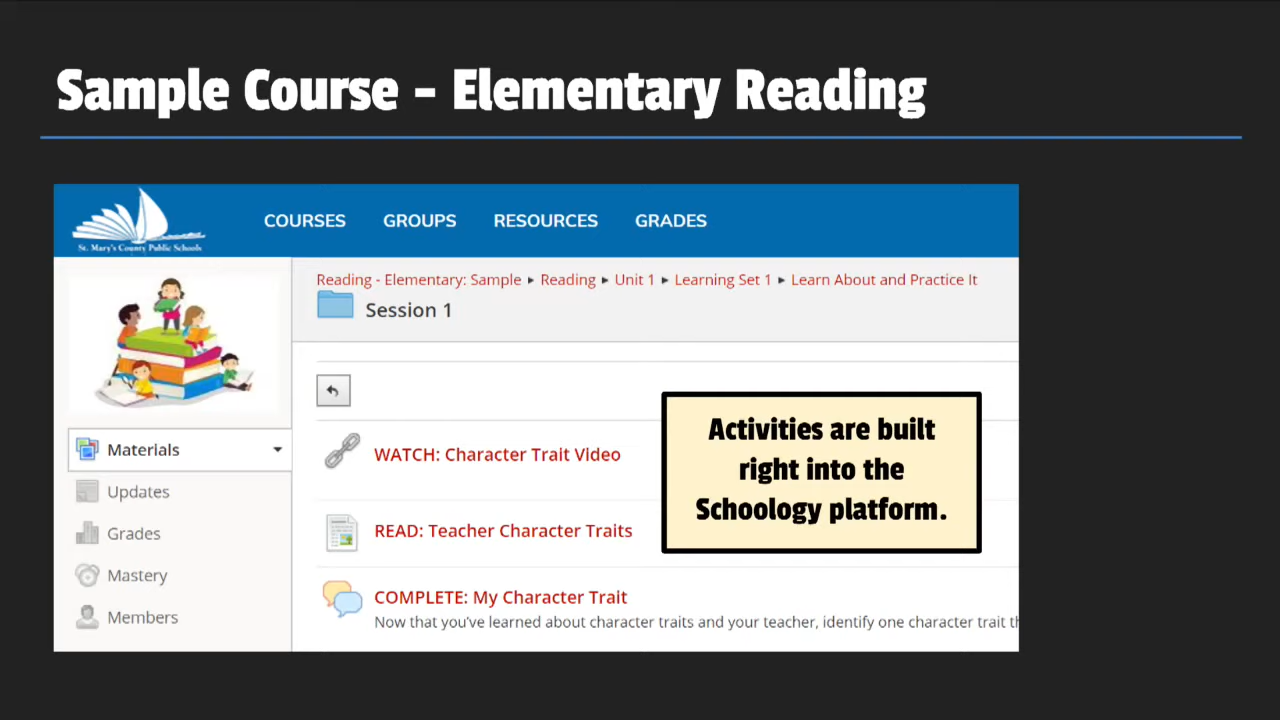 Sample Course - Elementary Reading
St. Mary's County Public Schools
COURSES GROUPS RESOURCES GRADES
Reading - Elementary: Sample ▸ Reading ▸ Unit 1 ▸ Learning Set 1 ▸ Learn About and Practice It
Session 1
Materials
Updates
Grades
Mastery
Members
WATCH: Character Trait Video
READ: Teacher Character Traits
COMPLETE: My Character Trait
Now that you've learned about character traits and your teacher, identify one character trait
Activities are built
right into the
Schoology platform.